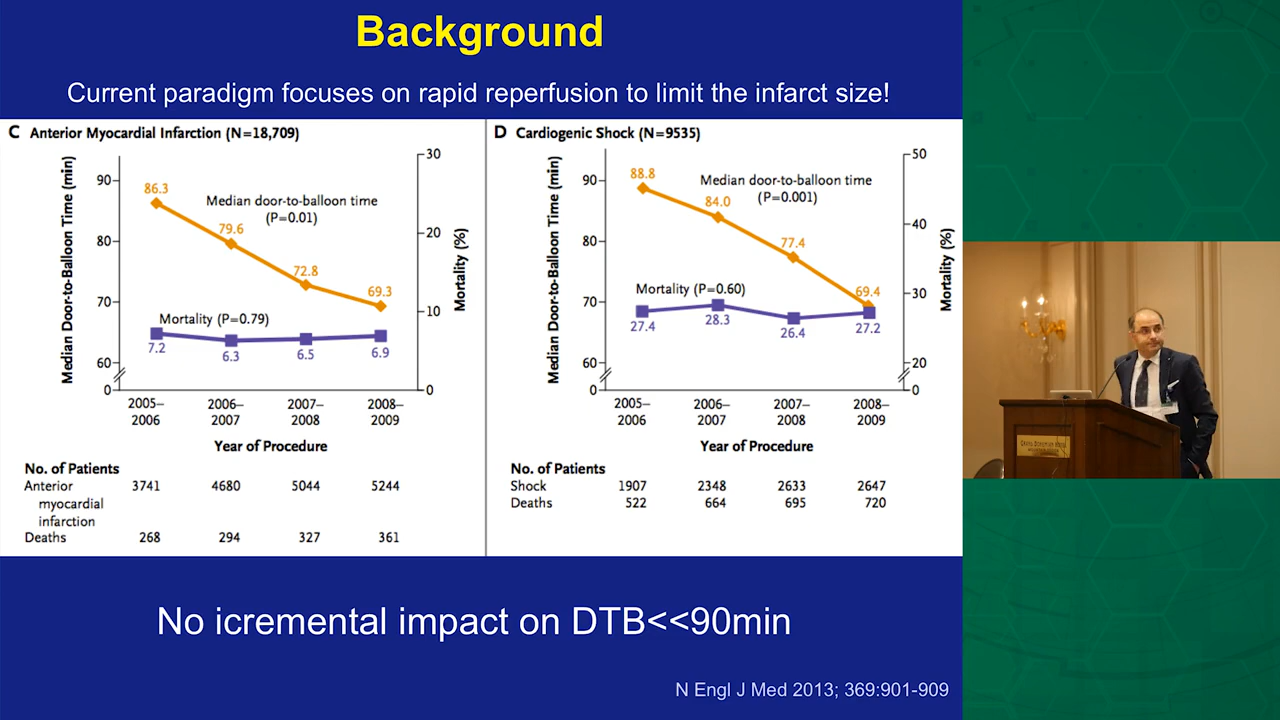 Background
Current paradigm focuses on rapid reperfusion to limit the infarct size!
C Anterior Myocardial Infarction (N=18,709)
Median Door-to-Balloon Time (min)
90
80
70
60
0
30
20
10
0
Mortality (%)
86.3
79.6
72.8
69.3
Median door-to-balloon time
(P=0.01)
Mortality (P=0.79)
7.2
6.3
6.5
6.9
2005–
2006
2006–
2007
2007–
2008
2008–
2009
Year of Procedure
No. of Patients
Anterior myocardial infarction 3741 4680 5044 5244
Deaths 268 294 327 361
D Cardiogenic Shock (N=9535)
Median Door-to-Balloon Time (min)
90
80
70
60
0
50
40
30
20
0
Mortality (%)
88.8
84.0
77.4
69.4
Median door-to-balloon time
(P=0.001)
Mortality (P=0.60)
27.4
28.3
26.4
27.2
2005–
2006
2006–
2007
2007–
2008
2008–
2009
Year of Procedure
No. of Patients
Shock 1907 2348 2633 2647
Deaths 522 664 695 720
No icremental impact on DTB<<90min
N Engl J Med 2013; 369:901-909